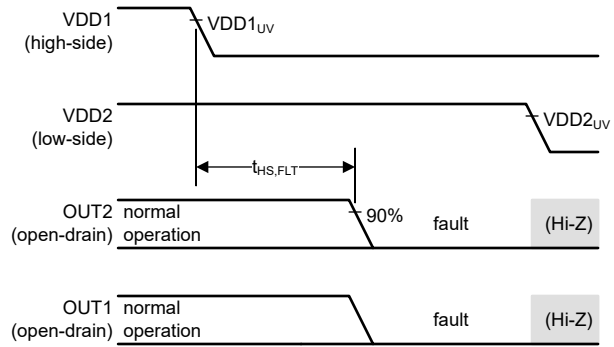 VDD1 VDD1UV
(high-side)
VDD2 VDD2UV
(low-side)
tHS,FLT
OUT2 normal 90% fault (Hi-Z)
(open-drain) operation
OUT1 normal fault (Hi-Z)
(open-drain) operation